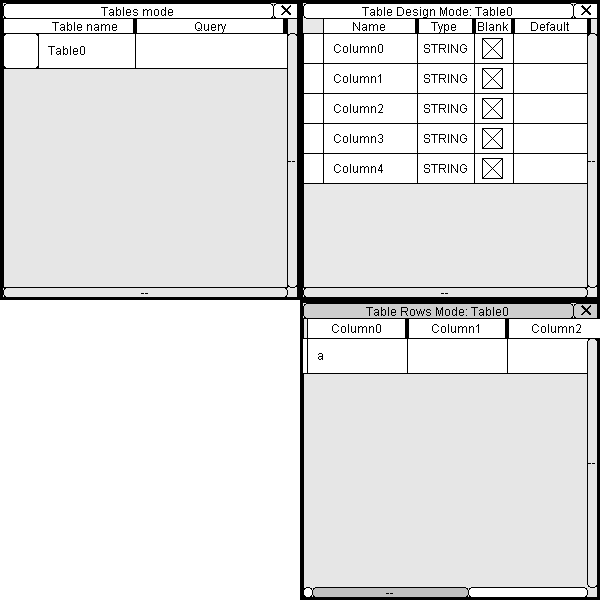 Tables mode
Table name Query
Table0
--
--
Table Design Mode: Table0
Name Type Blank Default
Column0 STRING
Column1 STRING
Column2 STRING
Column3 STRING
Column4 STRING
--
Table Rows Mode: Table0
Column0 Column1 Column2
a
--
--